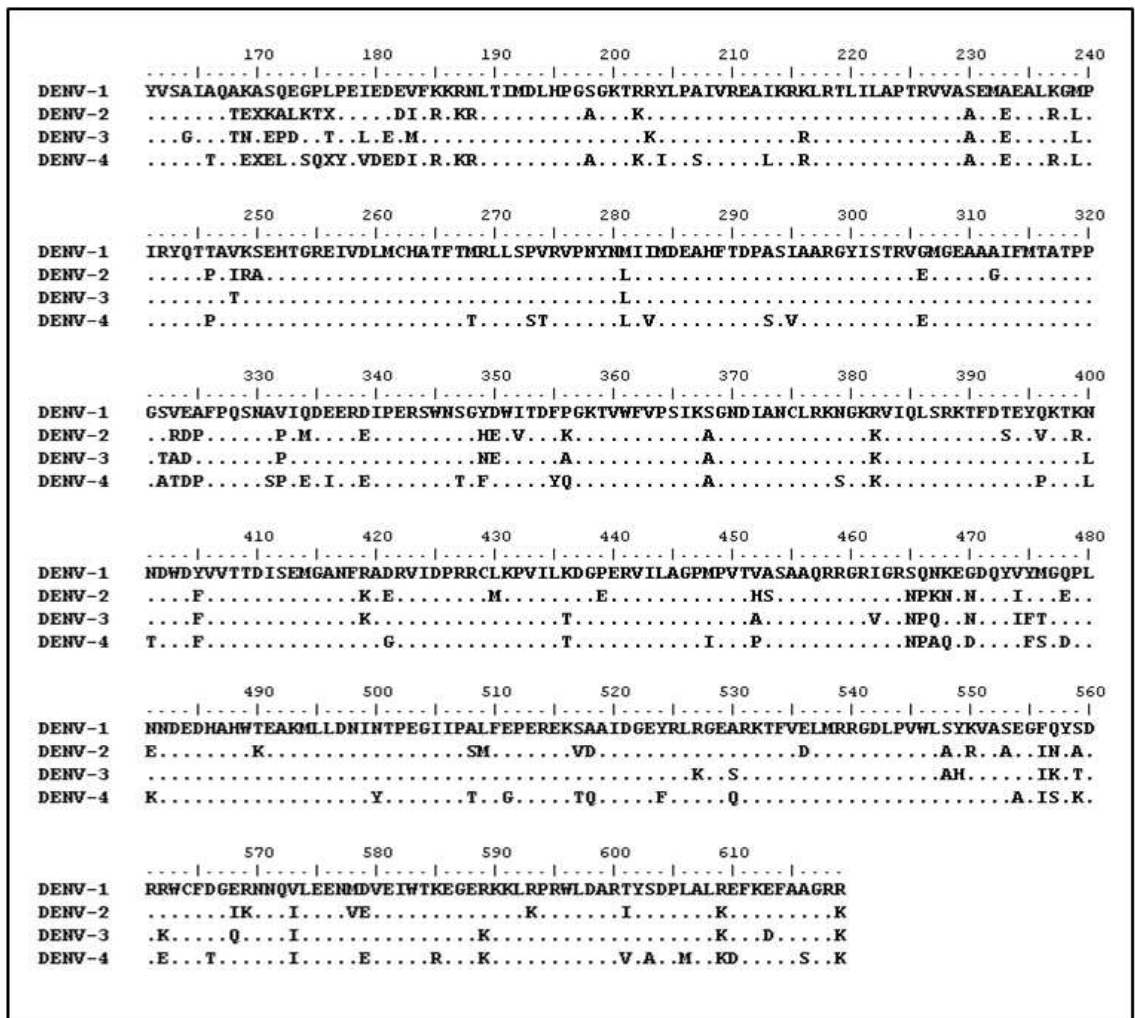 170 180 190 200 210 220 230 240
....|....|....|....|....|....|....|....|....|....|....|....|....|....|....|....|
DENV-1 YVSAIAQAKASQEGPLPEIEDEVFKKRNLTIMDLHPGSGKTRRYLPAIVREAIKRKLRTLILAPTRVVASEMAEALKGMP
DENV-2 .......TEXKALKTX.....DI.R.KR.........A...K...........................A..E...R.L.
DENV-3 ...G...TN.EPD..T..L.E.M...................K............R.............A..E...R.L.
DENV-4 .....T..EXEL.SQXY.VDEDI.R.KR.........A...K.I..S.....L..R.............A..E...R.L.
250 260 270 280 290 300 310 320
....|....|....|....|....|....|....|....|....|....|....|....|....|....|....|....|
DENV-1 IRYQTTAVKSEHTGREIVDLMCHATFTMRLLSPVRVPNYNMIIMDEAHFTDPASIAARGYISTRVGMGEAAAIFMTATPP
DENV-2 .....P.IRA..............................L........................E.....G........
DENV-3 .......T................................L.......................................
DENV-4 .....P.....................T....ST......L.V.........S.V..........E..............
330 340 350 360 370 380 390 400
....|....|....|....|....|....|....|....|....|....|....|....|....|....|....|....|
DENV-1 GSVEAFPQSNAVIQDEERDIPERSWNSGYDWITDFPGKTVWFVPSIKSGNDIANCLRKNGKRVIQLSRKTFDTEYQKTKN
DENV-2 ..RDP......P.M....E.........HE.V...K...........A.............K..........S..V..R.
DENV-3 .TAD.......P................NE.....A...........A.............K.................L
DENV-4 .ATDP.....SP.E.I..E.......T.F.....YQ...........A..........S..K.............P...L
410 420 430 440 450 460 470 480
....|....|....|....|....|....|....|....|....|....|....|....|....|....|....|....|
DENV-1 NDWDYVVTTDISEMGANFRADRVIDPRRCLKPVILKDGPERVILAGPMPVTVASAAQRRGRIGRSQNKEGDQYVYMGQPL
DENV-2 ....F.............K.E........M........E............HS...........NPKN.N...I...E..
DENV-3 ....F.............K................T...............A.........V..NPQ..N...IFT....
DENV-4 T...F...............G..............T...........I...P............NPAQ.D....FS.D..
490 500 510 520 530 540 550 560
....|....|....|....|....|....|....|....|....|....|....|....|....|....|....|....|
DENV-1 NNDEDHAHWTEAKMLLDNINTPEGIIPALFEPEREKSAAIDGEYRLRGEARKTFVELMRRGDLPVWLSYKVASEGFQYSD
DENV-2 E........K.................SM.......VD.................D...........A.R..A..IN.A.
DENV-3 ..............................................K..S.................AH......IK.T.
DENV-4 K..................Y.......S..G.....TQ.....F.....Q.......................A.IS.K.
570 580 590 600 610
....|....|....|....|....|....|....|....|....|....|....|....
DENV-1 RRWCFDGERNNQVLEENMDVEIWTKEGERKKLRPRWLDARTYSDPLALREFKEFAAGRR
DENV-2 .......IK...I....VE.............K.......I.......K.........K
DENV-3 .K.....Q....I...............K...................K...D.....K
DENV-4 .E...T......I.....E.....R...K...........V.A..M..KD.....S..K